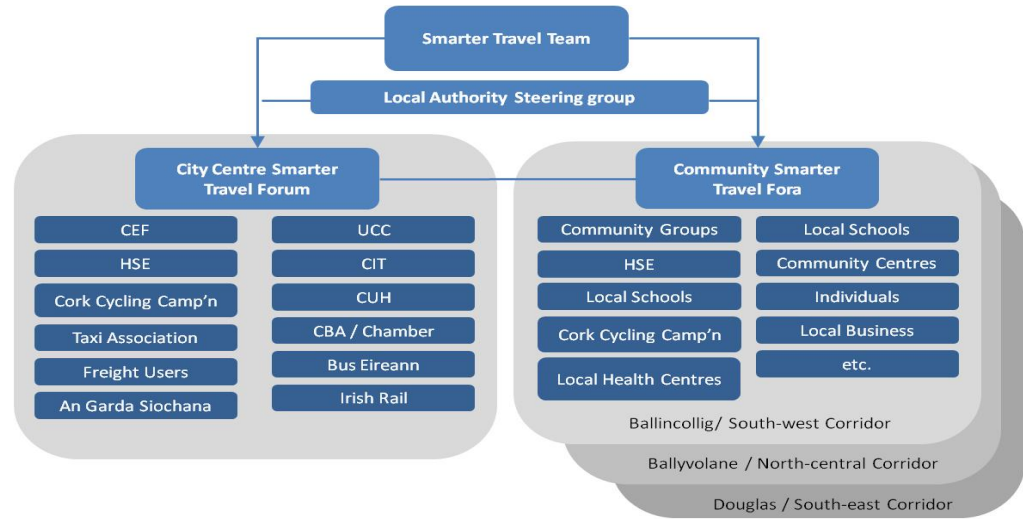 Smarter Travel Team
Local Authority Steering group
City Centre Smarter
Travel Forum
CEF
HSE
Cork Cycling Camp'n
Taxi Association
Freight Users
An Garda Siochana
UCC
CIT
CUH
CBA / Chamber
Bus Eireann
Irish Rail
Community Smarter
Travel Fora
Community Groups
HSE
Local Schools
Cork Cycling Camp'n
Local Health Centres
Local Schools
Community Centres
Individuals
Local Business
etc.
Ballincollig/ South-west Corridor
Ballyvolane / North-central Corridor
Douglas / South-east Corridor